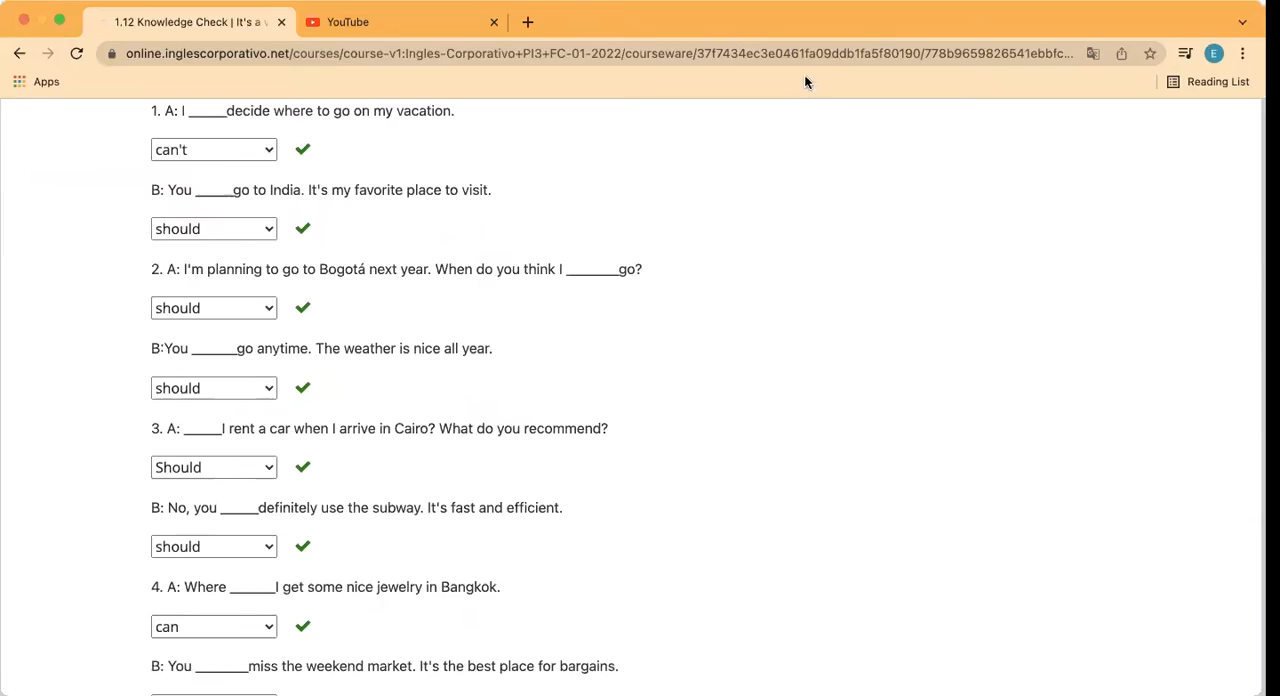 1.12 Knowledge Check | It's a
YouTube
online.inglescorporativo.net/courses/course-v1:Ingles-Corporativo+PI3+FC-01-2022/courseware/37f7434ec3e0461fa09ddb1fa5f80190/778b9659826541ebbfc...
E
Apps
Reading List
1. A: I _____decide where to go on my vacation.
can't
B: You _____go to India. It's my favorite place to visit.
should
2. A: I'm planning to go to Bogotá next year. When do you think I _______go?
should
B:You ______go anytime. The weather is nice all year.
should
3. A: _____I rent a car when I arrive in Cairo? What do you recommend?
Should
B: No, you _____definitely use the subway. It's fast and efficient.
should
4. A: Where ______I get some nice jewelry in Bangkok.
can
B: You _______miss the weekend market. It's the best place for bargains.